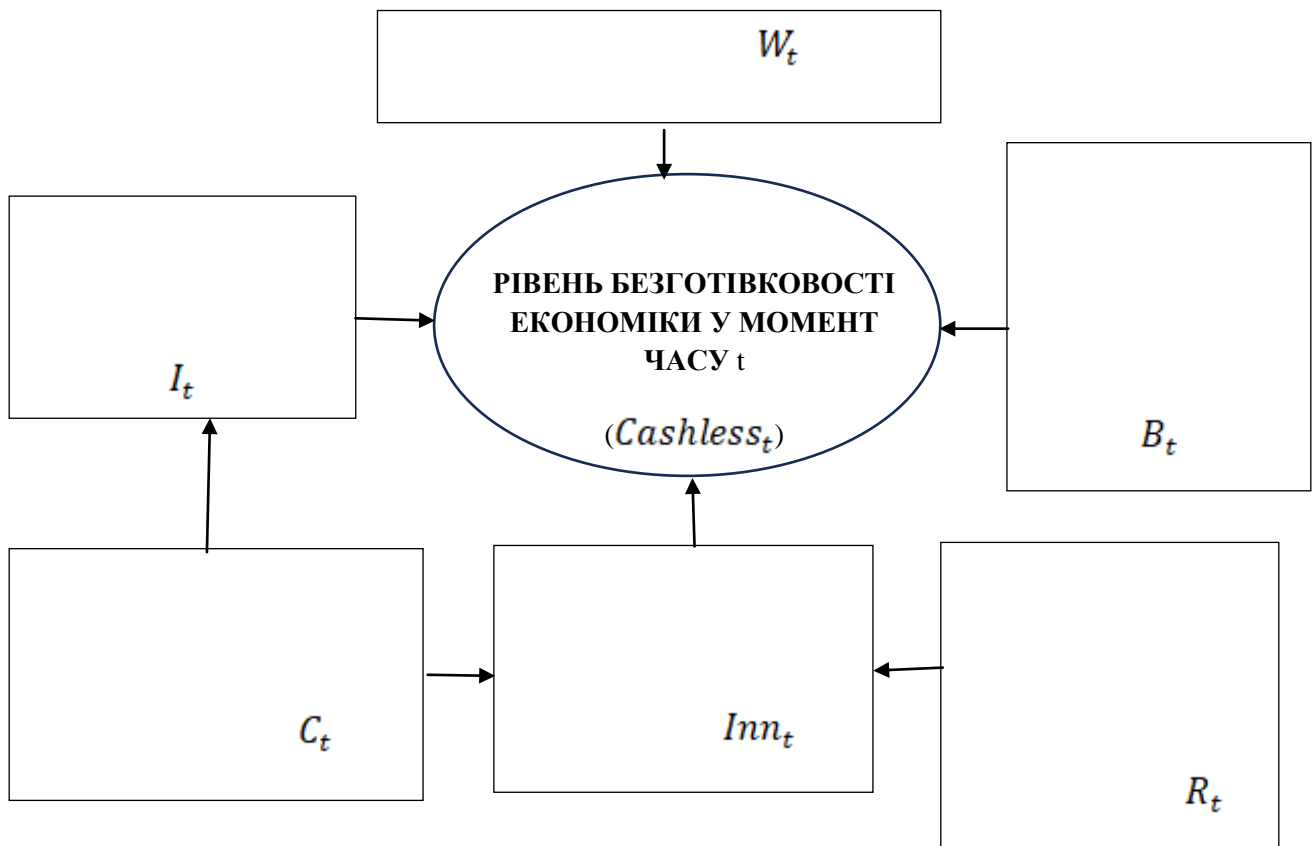 W_t
РІВЕНЬ БЕЗГОТІВКОВОСТІ
ЕКОНОМІКИ У МОМЕНТ
ЧАСУ t
(Cashless_t)
I_t
B_t
C_t
Inn_t
R_t